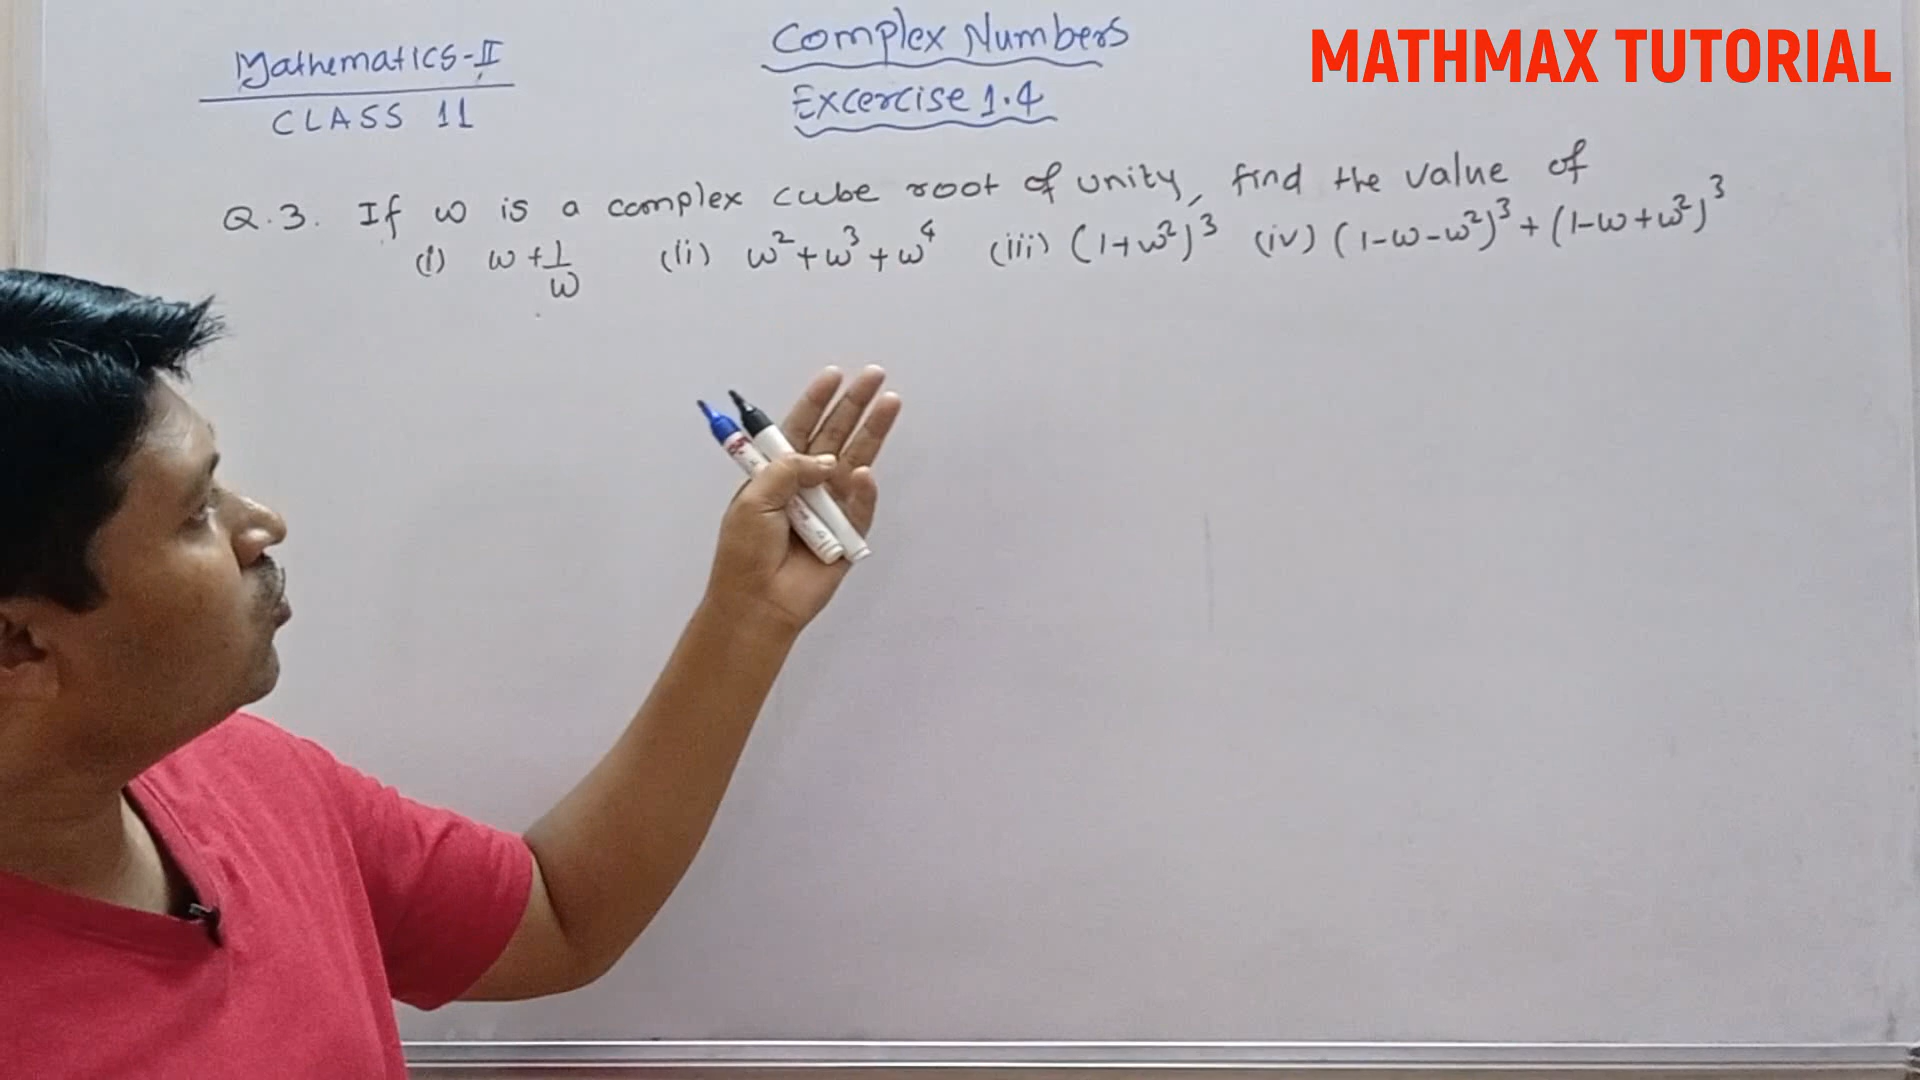 MATHMAX TUTORIAL
Mathematics-II
CLASS 11
Complex Numbers
Excercise 1.4
Q.3. If ω is a complex cube root of unity, find the value of
(i) ω + 1/ω (ii) ω² + ω³ + ω⁴ (iii) (1+ω²)³ (iv) (1-ω-ω²)³ + (1-ω+ω²)³